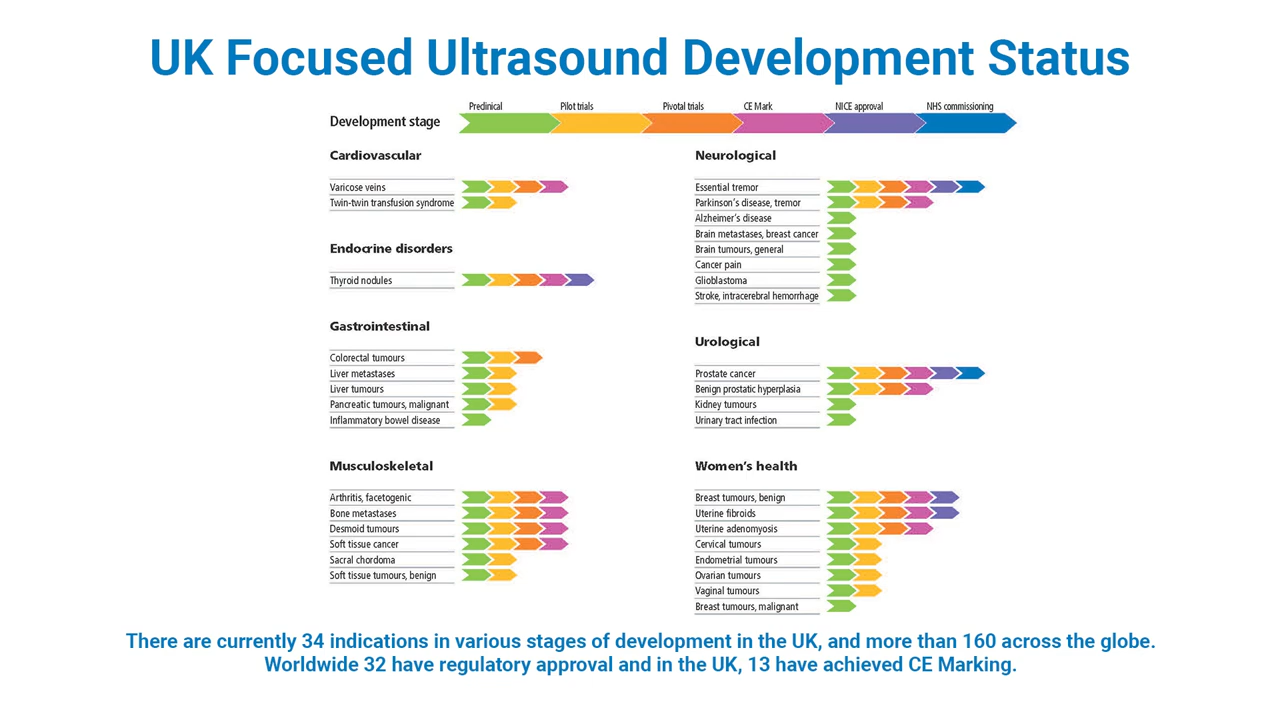 UK Focused Ultrasound Development Status
Preclinical Pilot trials Pivotal trials CE Mark NICE approval NHS commissioning
Development stage
Cardiovascular
Varicose veins
Twin-twin transfusion syndrome
Endocrine disorders
Thyroid nodules
Gastrointestinal
Colorectal tumours
Liver metastases
Liver tumours
Pancreatic tumours, malignant
Inflammatory bowel disease
Musculoskeletal
Arthritis, facetogenic
Bone metastases
Desmoid tumours
Soft tissue cancer
Sacral chordoma
Soft tissue tumours, benign
Neurological
Essential tremor
Parkinson's disease, tremor
Alzheimer's disease
Brain metastases, breast cancer
Brain tumours, general
Cancer pain
Glioblastoma
Stroke, intracerebral hemorrhage
Urological
Prostate cancer
Benign prostatic hyperplasia
Kidney tumours
Urinary tract infection
Women's health
Breast tumours, benign
Uterine fibroids
Uterine adenomyosis
Cervical tumours
Endometrial tumours
Ovarian tumours
Vaginal tumours
Breast tumours, malignant
There are currently 34 indications in various stages of development in the UK, and more than 160 across the globe.
Worldwide 32 have regulatory approval and in the UK, 13 have achieved CE Marking.